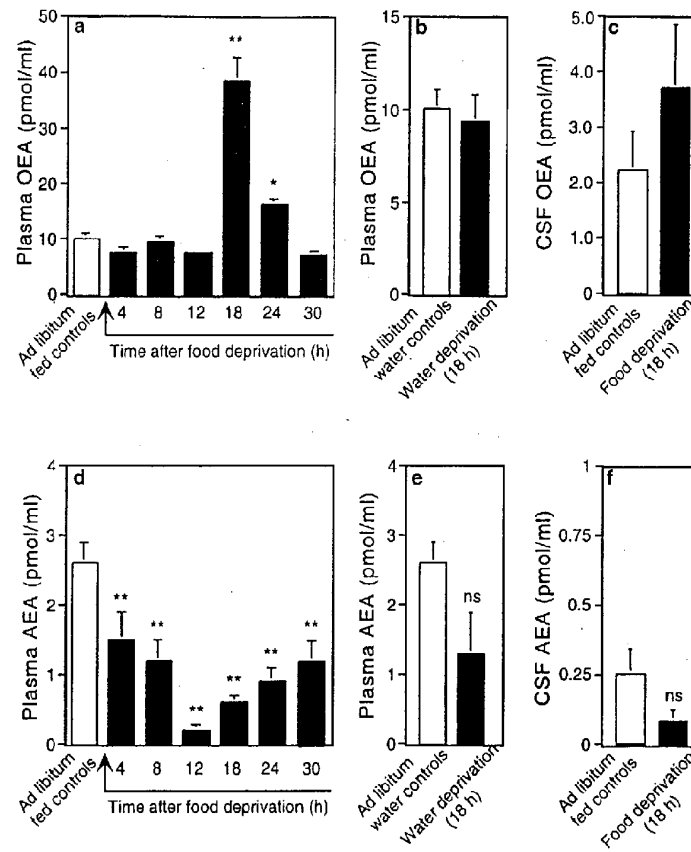 a
Plasma OEA (pmol/ml)
50
40
30
20
10
0
**
*
4 8 12 18 24 30
Ad libitum
fed controls
Time after food deprivation (h)
b
Plasma OEA (pmol/ml)
15
10
5
0
Ad libitum
water controls
Water deprivation
(18 h)
c
CSF OEA (pmol/ml)
5.0
4.0
3.0
2.0
1.0
0
Ad libitum
fed controls
Food deprivation
(18 h)
d
Plasma AEA (pmol/ml)
4
3
2
1
0
**
**
**
**
**
**
4 8 12 18 24 30
Ad libitum
fed controls
Time after food deprivation (h)
e
Plasma AEA (pmol/ml)
4
3
2
1
0
ns
Ad libitum
water controls
Water deprivation
(18 h)
f
CSF AEA (pmol/ml)
1
0.75
0.5
0.25
0
ns
Ad libitum
fed controls
Food deprivation
(18 h)